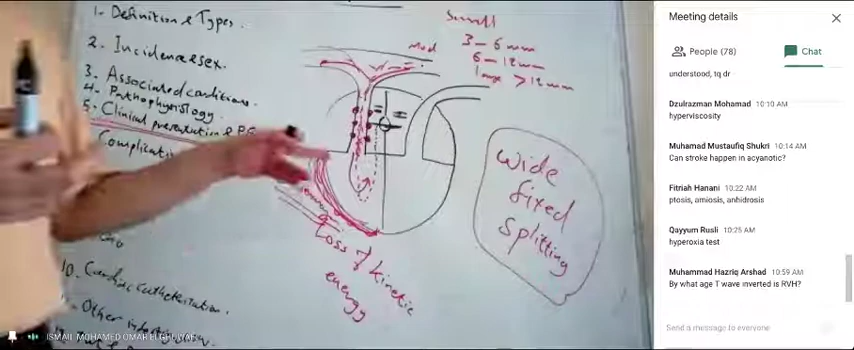 1. Definition & Types.
2. Incidence & sex.
3. Associated conditions.
4. Pathophysiology.
5. Clinical presentation &
10. Cardiac catheterization.
Other
Small
3 – 6 mm
Mod 6 – 12 mm
large > 12 mm
Loss of kinetic
energy
wide
fixed
splitting
ISMAIL MOHAMED OMAR
Meeting details
People (78)
Chat
understood, tq dr
Dzulrazman Mohamad 10:10 AM
hyperviscosity
Muhamad Mustaufiq Shukri 10:14 AM
Can stroke happen in acyanotic?
Fitriah Hanani 10:22 AM
ptosis, amiosis, anhidrosis
Qayyum Rusli 10:25 AM
hyperoxia test
Muhammad Hazriq Arshad 10:59 AM
By what age T wave inverted is RVH?
Send a message to everyone